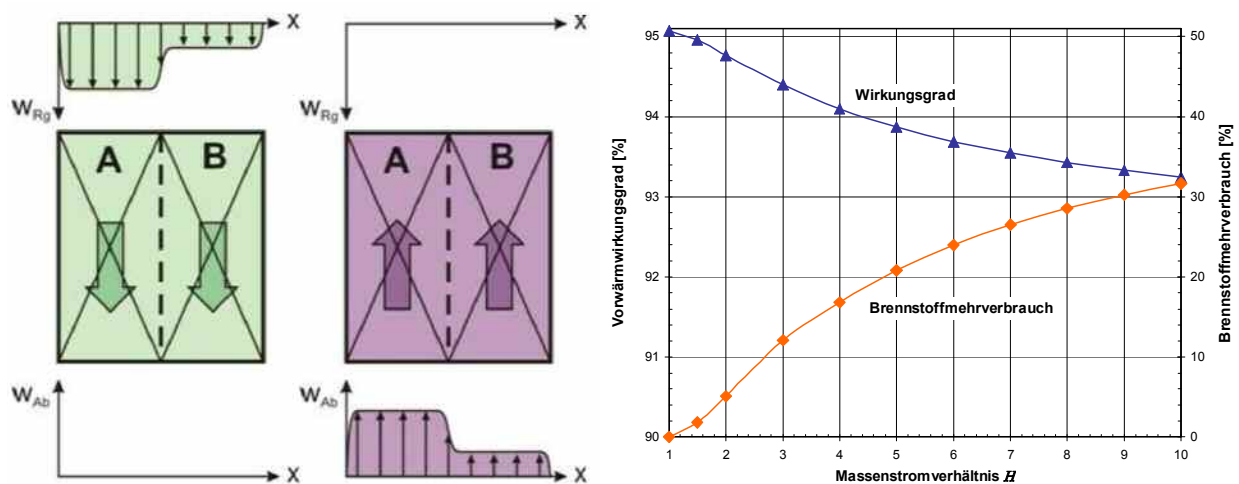 X
W_Rg
A B
W_Ab
X
X
W_Rg
A B
W_Ab
X
Vorwärmwirkungsgrad [%]
95
94
93
92
91
90
Wirkungsgrad
Brennstoffmehrverbrauch
50
40
30
20
10
0
Brennstoffmehrverbrauch [%]
1 2 3 4 5 6 7 8 9 10
Massenstromverhältnis H